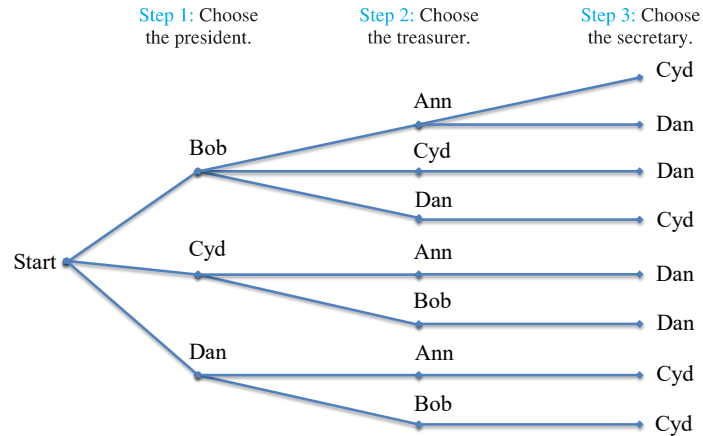 Step 1: Choose
the president.
Step 2: Choose
the treasurer.
Step 3: Choose
the secretary.
Cyd
Ann
Dan
Bob
Cyd
Dan
Dan
Cyd
Cyd
Ann
Start
Dan
Bob
Dan
Dan
Ann
Cyd
Bob
Cyd